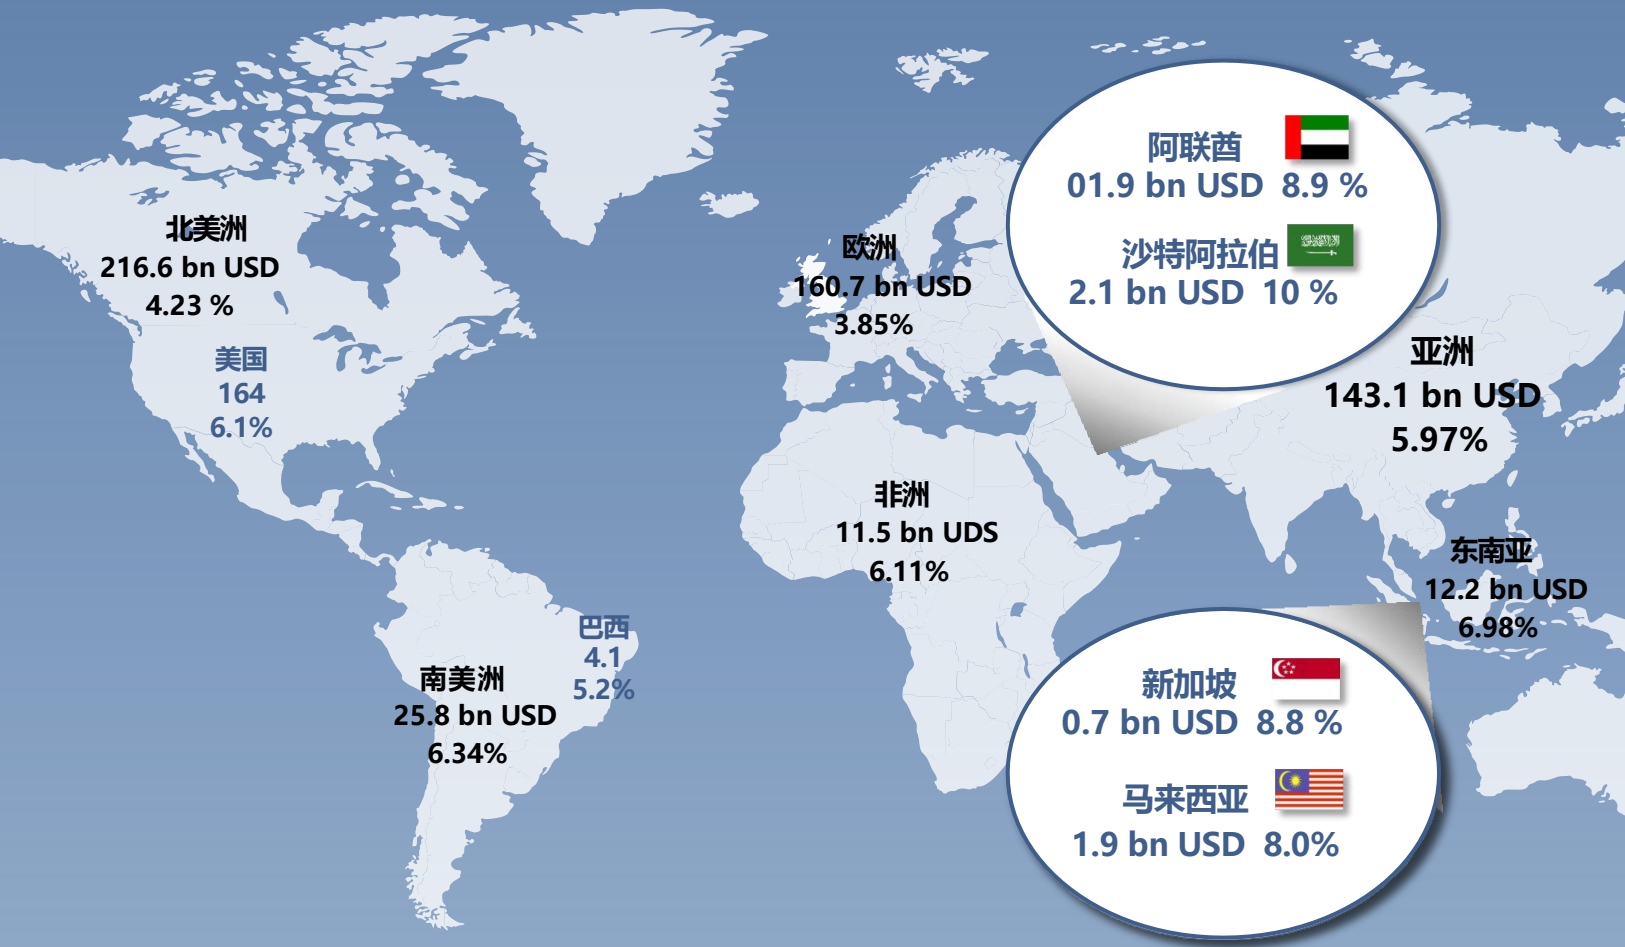 北美洲
216.6 bn USD
4.23 %
美国
164
6.1%
欧洲
160.7 bn USD
3.85%
阿联酋
01.9 bn USD 8.9 %
沙特阿拉伯
2.1 bn USD 10 %
亚洲
143.1 bn USD
5.97%
非洲
11.5 bn UDS
6.11%
东南亚
12.2 bn USD
6.98%
巴西
4.1
5.2%
南美洲
25.8 bn USD
6.34%
新加坡
0.7 bn USD 8.8 %
马来西亚
1.9 bn USD 8.0%